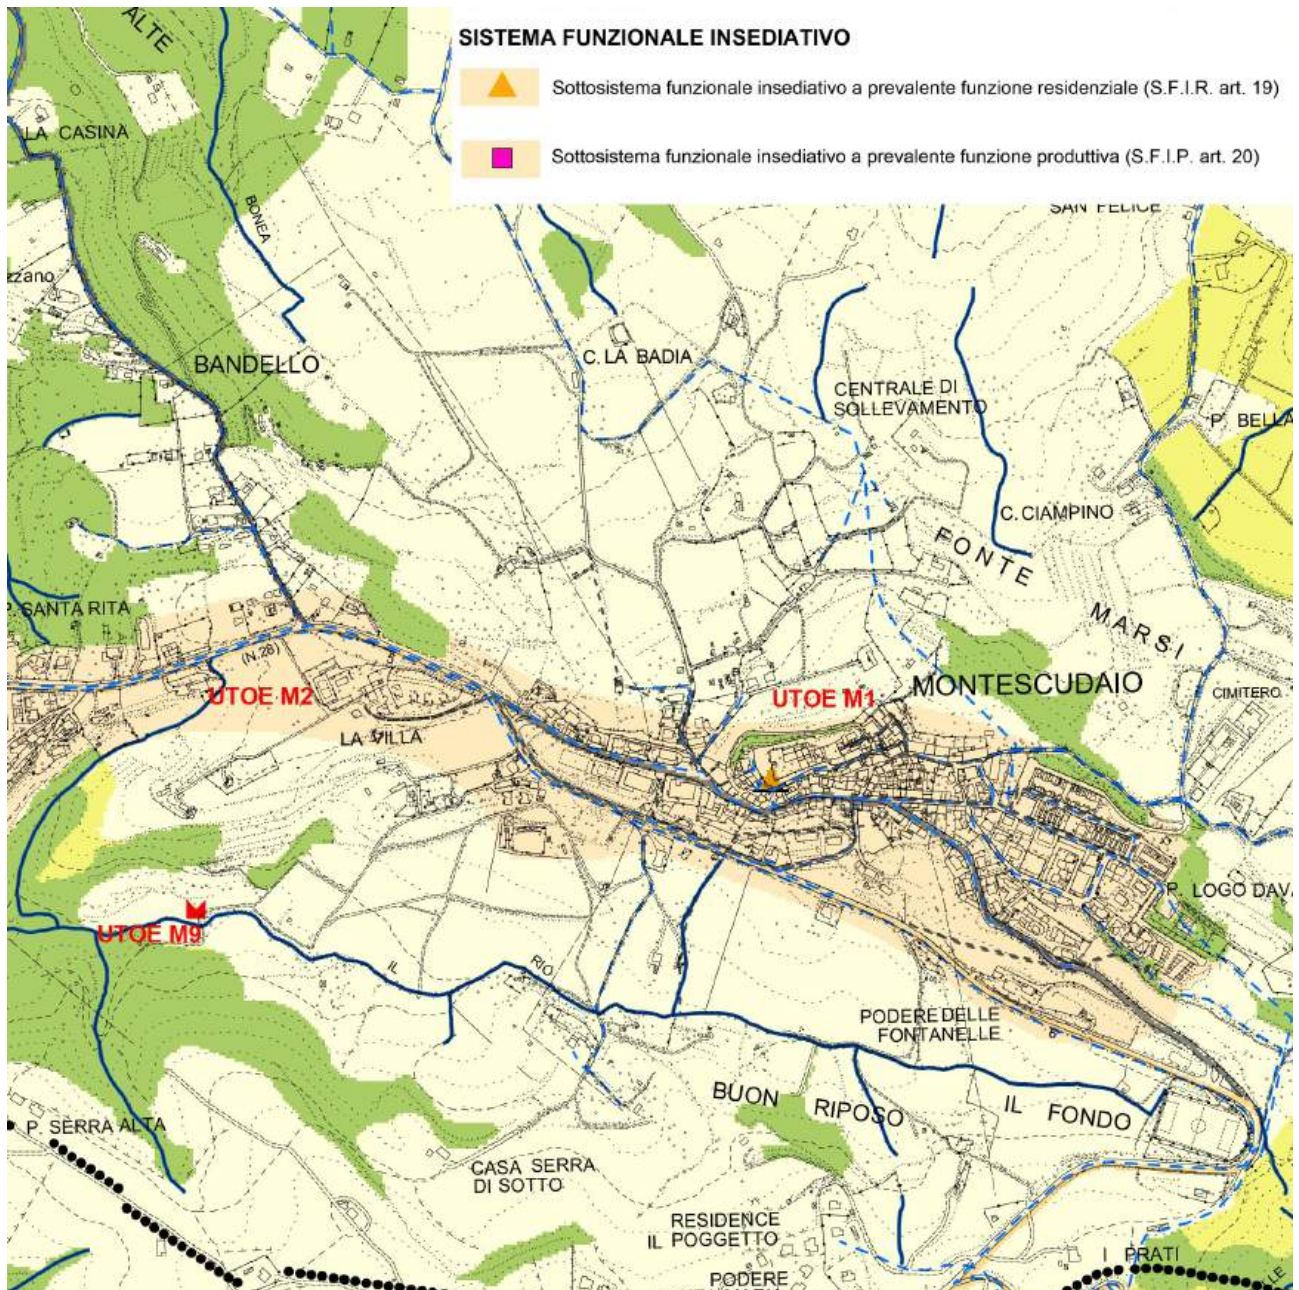 SISTEMA FUNZIONALE INSEDIATIVO
Sottosistema funzionale insediativo a prevalente funzione residenziale (S.F.I.R. art. 19)
Sottosistema funzionale insediativo a prevalente funzione produttiva (S.F.I.P. art. 20)
ALTE
LA CASINA
BONEA
SAN FELICE
zzano
BANDELLO
C. LA BADIA
CENTRALE DI
SOLLEVAMENTO
P. BELLA
C. CIAMPINO
FONTE
MARSI
P. SANTA RITA
(N.28)
UTOE M2
UTOE M1
MONTESCUDAIO
CIMITERO
LA VILLA
P. LOGO DAVA
UTOE M9
IL
RIO
PODERE DELLE
FONTANELLE
BUON RIPOSO
IL FONDO
P. SERRA ALTA
CASA SERRA
DI SOTTO
RESIDENCE
IL POGGETTO
PODERE
I PRATI
LE